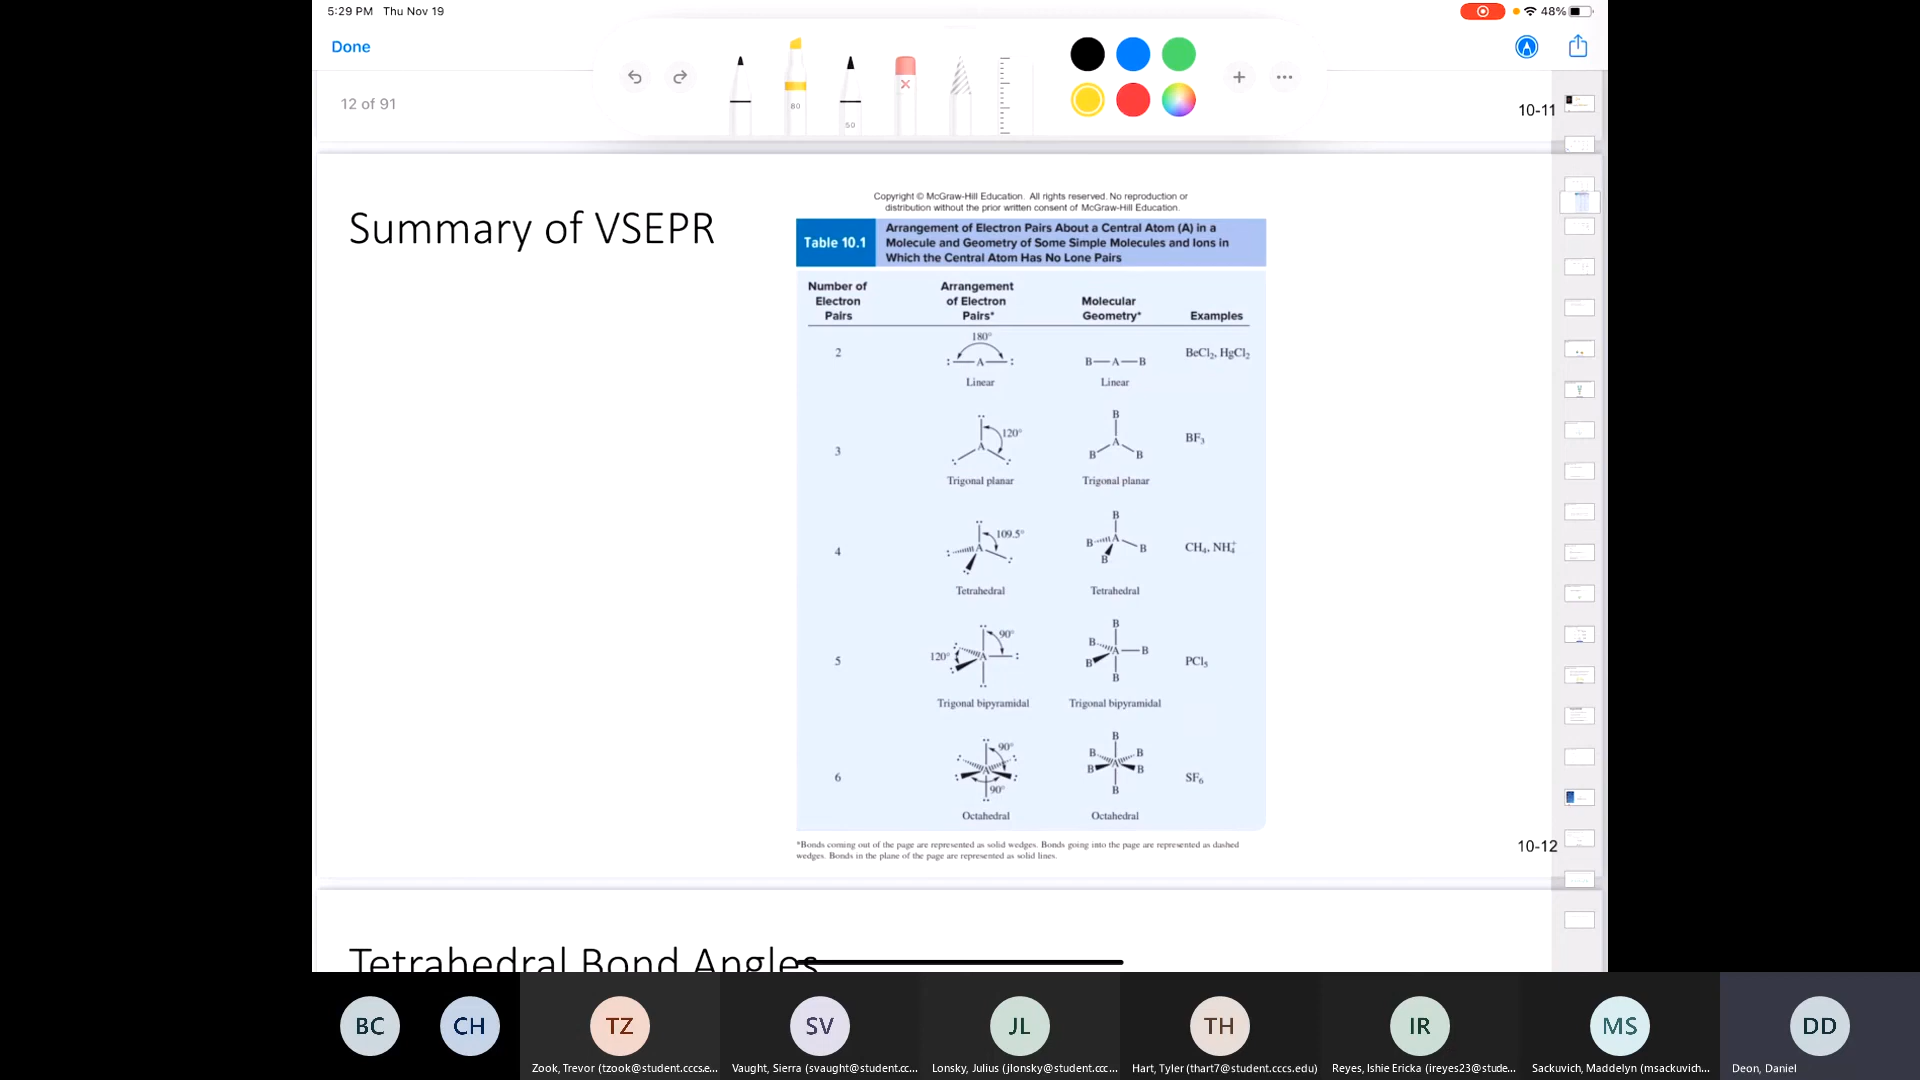 5:29 PM Thu Nov 19
48%
Done
80
50
12 of 91
10-11
Summary of VSEPR
Copyright © McGraw-Hill Education. All rights reserved. No reproduction or
distribution without the prior written consent of McGraw-Hill Education.
Table 10.1
Arrangement of Electron Pairs About a Central Atom (A) in a
Molecule and Geometry of Some Simple Molecules and Ions in
Which the Central Atom Has No Lone Pairs
Number of
Electron
Pairs
Arrangement
of Electron
Pairs*
Molecular
Geometry*
Examples
2
180°
: A :
Linear
B A B
Linear
BeCl₂, HgCl₂
3
120°
A
Trigonal planar
B
A
B B
Trigonal planar
BF₃
4
109.5°
A
Tetrahedral
B
B A B
B
Tetrahedral
CH₄, NH₄⁺
5
90°
120° A
Trigonal bipyramidal
B
B A B
B
B
Trigonal bipyramidal
PCl₅
6
90°
A
90°
Octahedral
B
B B
A
B B
B
Octahedral
SF₆
*Bonds coming out of the page are represented as solid wedges. Bonds going into the page are represented as dashed
wedges. Bonds in the plane of the page are represented as solid lines.
10-12
Tetrahedral Bond Angles
BC
CH
TZ
SV
JL
TH
IR
MS
DD
Zook, Trevor (tzook@student.cccs.e...
Vaught, Sierra (svaught@student.cc...
Lonsky, Julius (jlonsky@student.ccc...
Hart, Tyler (thart7@student.cccs.edu)
Reyes, Ishie Ericka (ireyes23@stude...
Sackuvich, Maddelyn (msackuvich...
Deon, Daniel